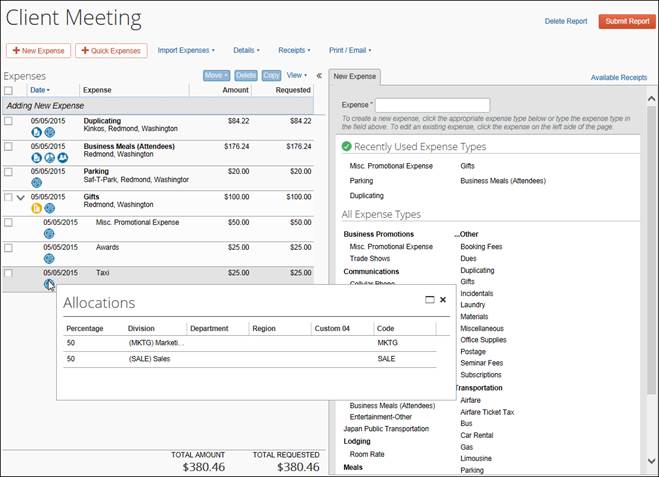 Client Meeting
Delete Report
Submit Report
+ New Expense
+ Quick Expenses
Import Expenses
Details
Receipts
Print / Email
Expenses
Move
Delete
Copy
View
«
Date
Expense
Amount
Requested
Adding New Expense
05/05/2015 Duplicating $84.22 $84.22
Kinkos, Redmond, Washington
05/05/2015 Business Meals (Attendees) $176.24 $176.24
Redmond, Washington
05/05/2015 Parking $20.00 $20.00
Saf-T-Park, Redmond, Washington
05/05/2015 Gifts $100.00 $100.00
Redmond, Washington
05/05/2015 Misc. Promotional Expense $50.00 $50.00
05/05/2015 Awards $25.00 $25.00
05/05/2015 Taxi $25.00 $25.00
TOTAL AMOUNT TOTAL REQUESTED
$380.46 $380.46
Allocations
Percentage Division Department Region Custom 04 Code
50 (MKTG) Marketi... MKTG
50 (SALE) Sales SALE
New Expense
Available Receipts
Expense *
To create a new expense, click the appropriate expense type below or type the expense type in
the field above. To edit an existing expense, click the expense on the left side of the page.
Recently Used Expense Types
Misc. Promotional Expense Gifts
Parking Business Meals (Attendees)
Duplicating
All Expense Types
Business Promotions
Misc. Promotional Expense
Trade Shows
Communications
Cellular Phone
Business Meals (Attendees)
Entertainment-Other
Japan Public Transportation
Lodging
Room Rate
Meals
...Other
Booking Fees
Dues
Duplicating
Gifts
Incidentals
Laundry
Materials
Miscellaneous
Office Supplies
Postage
Seminar Fees
Subscriptions
Transportation
Airfare
Airfare Ticket Tax
Bus
Car Rental
Gas
Limousine
Parking